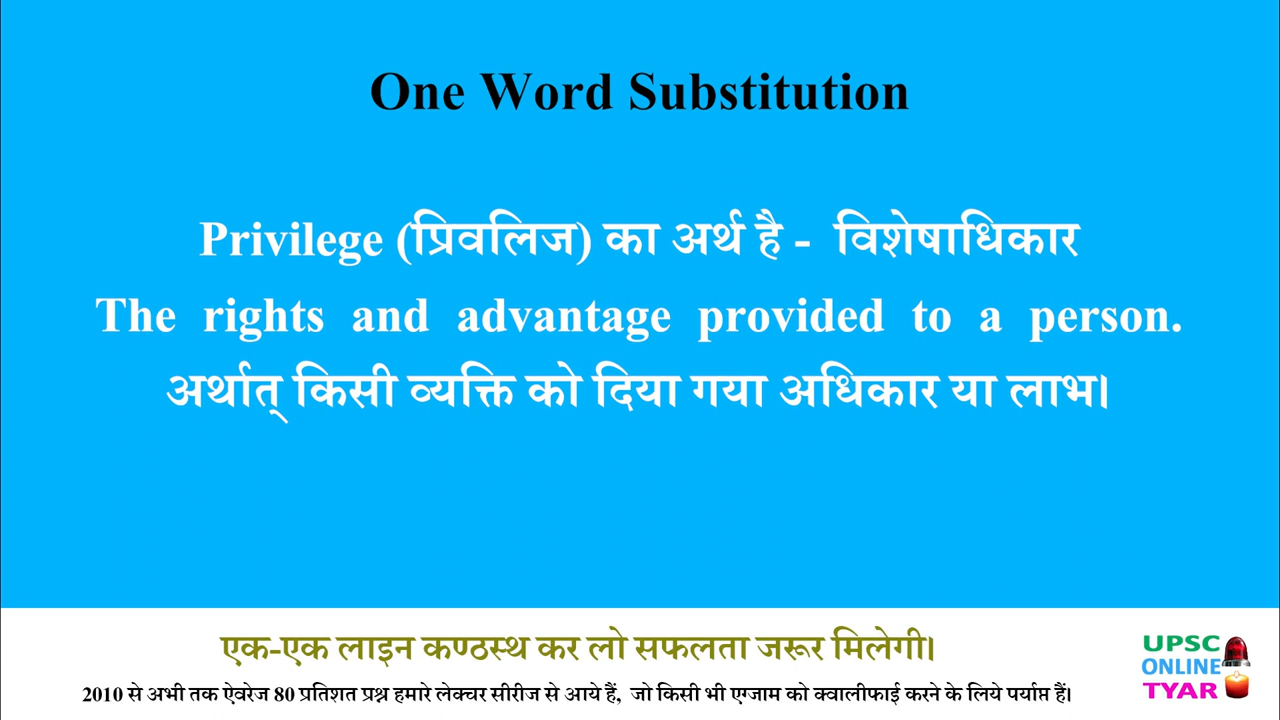 One Word Substitution
Privilege (प्रिवलिज) का अर्थ है - विशेषाधिकार
The rights and advantage provided to a person.
अर्थात् किसी व्यक्ति को दिया गया अधिकार या लाभ।
एक-एक लाइन कण्ठस्थ कर लो सफलता जरूर मिलेगी।
2010 से अभी तक ऐवरेज 80 प्रतिशत प्रश्न हमारे लेक्चर सीरीज से आये हैं, जो किसी भी एग्जाम को क्वालीफाई करने के लिये पर्याप्त हैं।
UPSC
ONLINE
TYAR